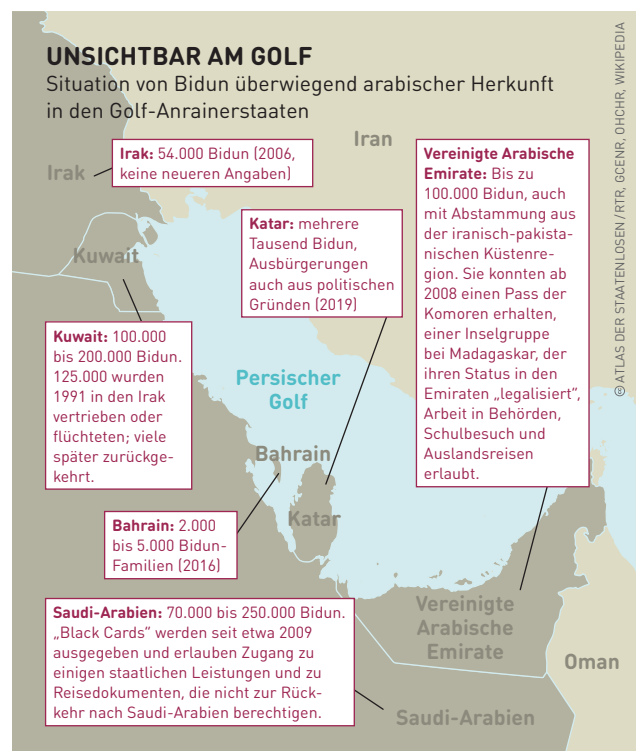 UNSICHTBAR AM GOLF
Situation von Bidun überwiegend arabischer Herkunft
in den Golf-Anrainerstaaten
Iran
Irak
Irak: 54.000 Bidun (2006,
keine neueren Angaben)
Vereinigte Arabische
Emirate: Bis zu
100.000 Bidun, auch
mit Abstammung aus
der iranisch-pakista-
nischen Küstenre-
gion. Sie konnten ab
2008 einen Pass der
Komoren erhalten,
einer Inselgruppe
bei Madagaskar, der
ihren Status in den
Emiraten „legalisiert“,
Arbeit in Behörden,
Schulbesuch und
Auslandsreisen
erlaubt.
Katar: mehrere
Tausend Bidun,
Ausbürgerungen
auch aus politischen
Gründen (2019)
Kuwait
Kuwait: 100.000
bis 200.000 Bidun.
125.000 wurden
1991 in den Irak
vertrieben oder
flüchteten; viele
später zurückge-
kehrt.
Persischer
Golf
Bahrain
Katar
Bahrain: 2.000
bis 5.000 Bidun-
Familien (2016)
Saudi-Arabien: 70.000 bis 250.000 Bidun.
„Black Cards“ werden seit etwa 2009
ausgegeben und erlauben Zugang zu
einigen staatlichen Leistungen und zu
Reisedokumenten, die nicht zur Rück-
kehr nach Saudi-Arabien berechtigen.
Vereinigte
Arabische
Emirate
Oman
Saudi-Arabien
© ATLAS DER STAATENLOSEN / RTR, GCENR, OHCHR, WIKIPEDIA